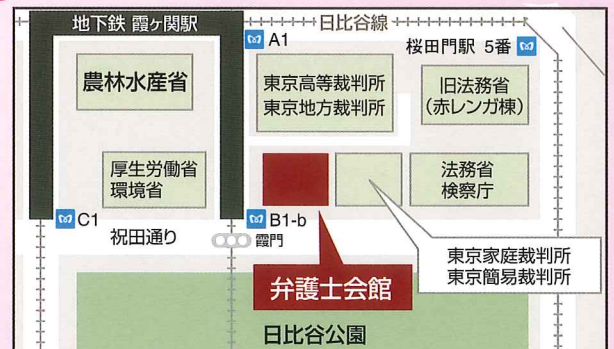 地下鉄 霞ヶ関駅
日比谷線
A1
桜田門駅 5番
農林水産省
東京高等裁判所
東京地方裁判所
旧法務省
(赤レンガ棟)
厚生労働省
環境省
法務省
検察庁
C1
B1-b
祝田通り
霞門
東京家庭裁判所
東京簡易裁判所
弁護士会館
日比谷公園